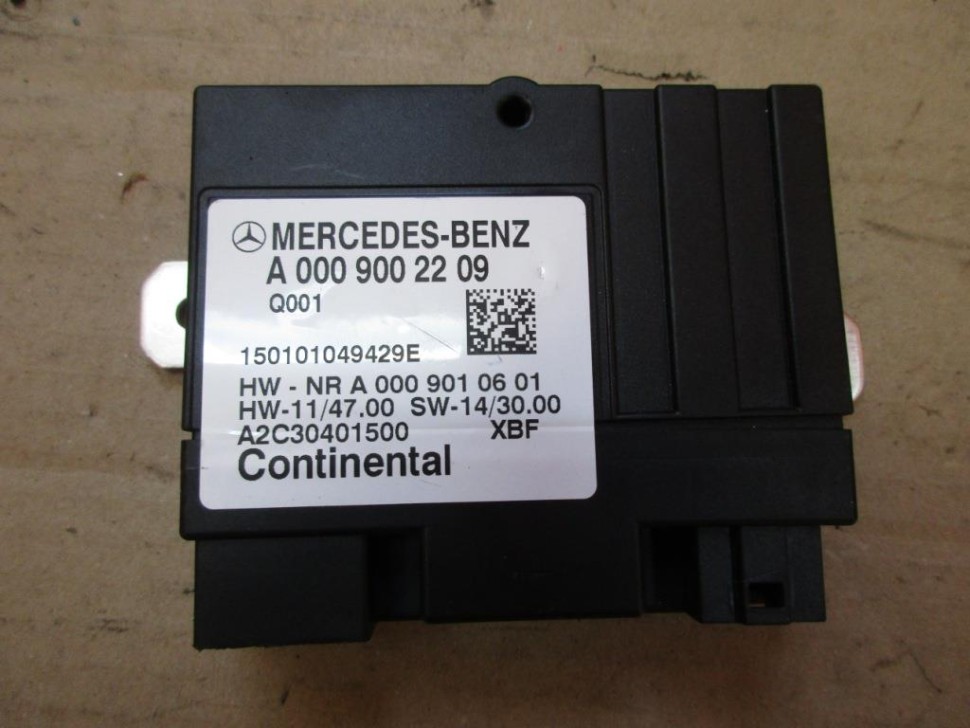 MERCEDES-BENZ
A 000 900 22 09
Q001
150101049429E
HW - NR A 000 901 06 01
HW-11/47.00 SW-14/30.00
A2C30401500 XBF
Continental